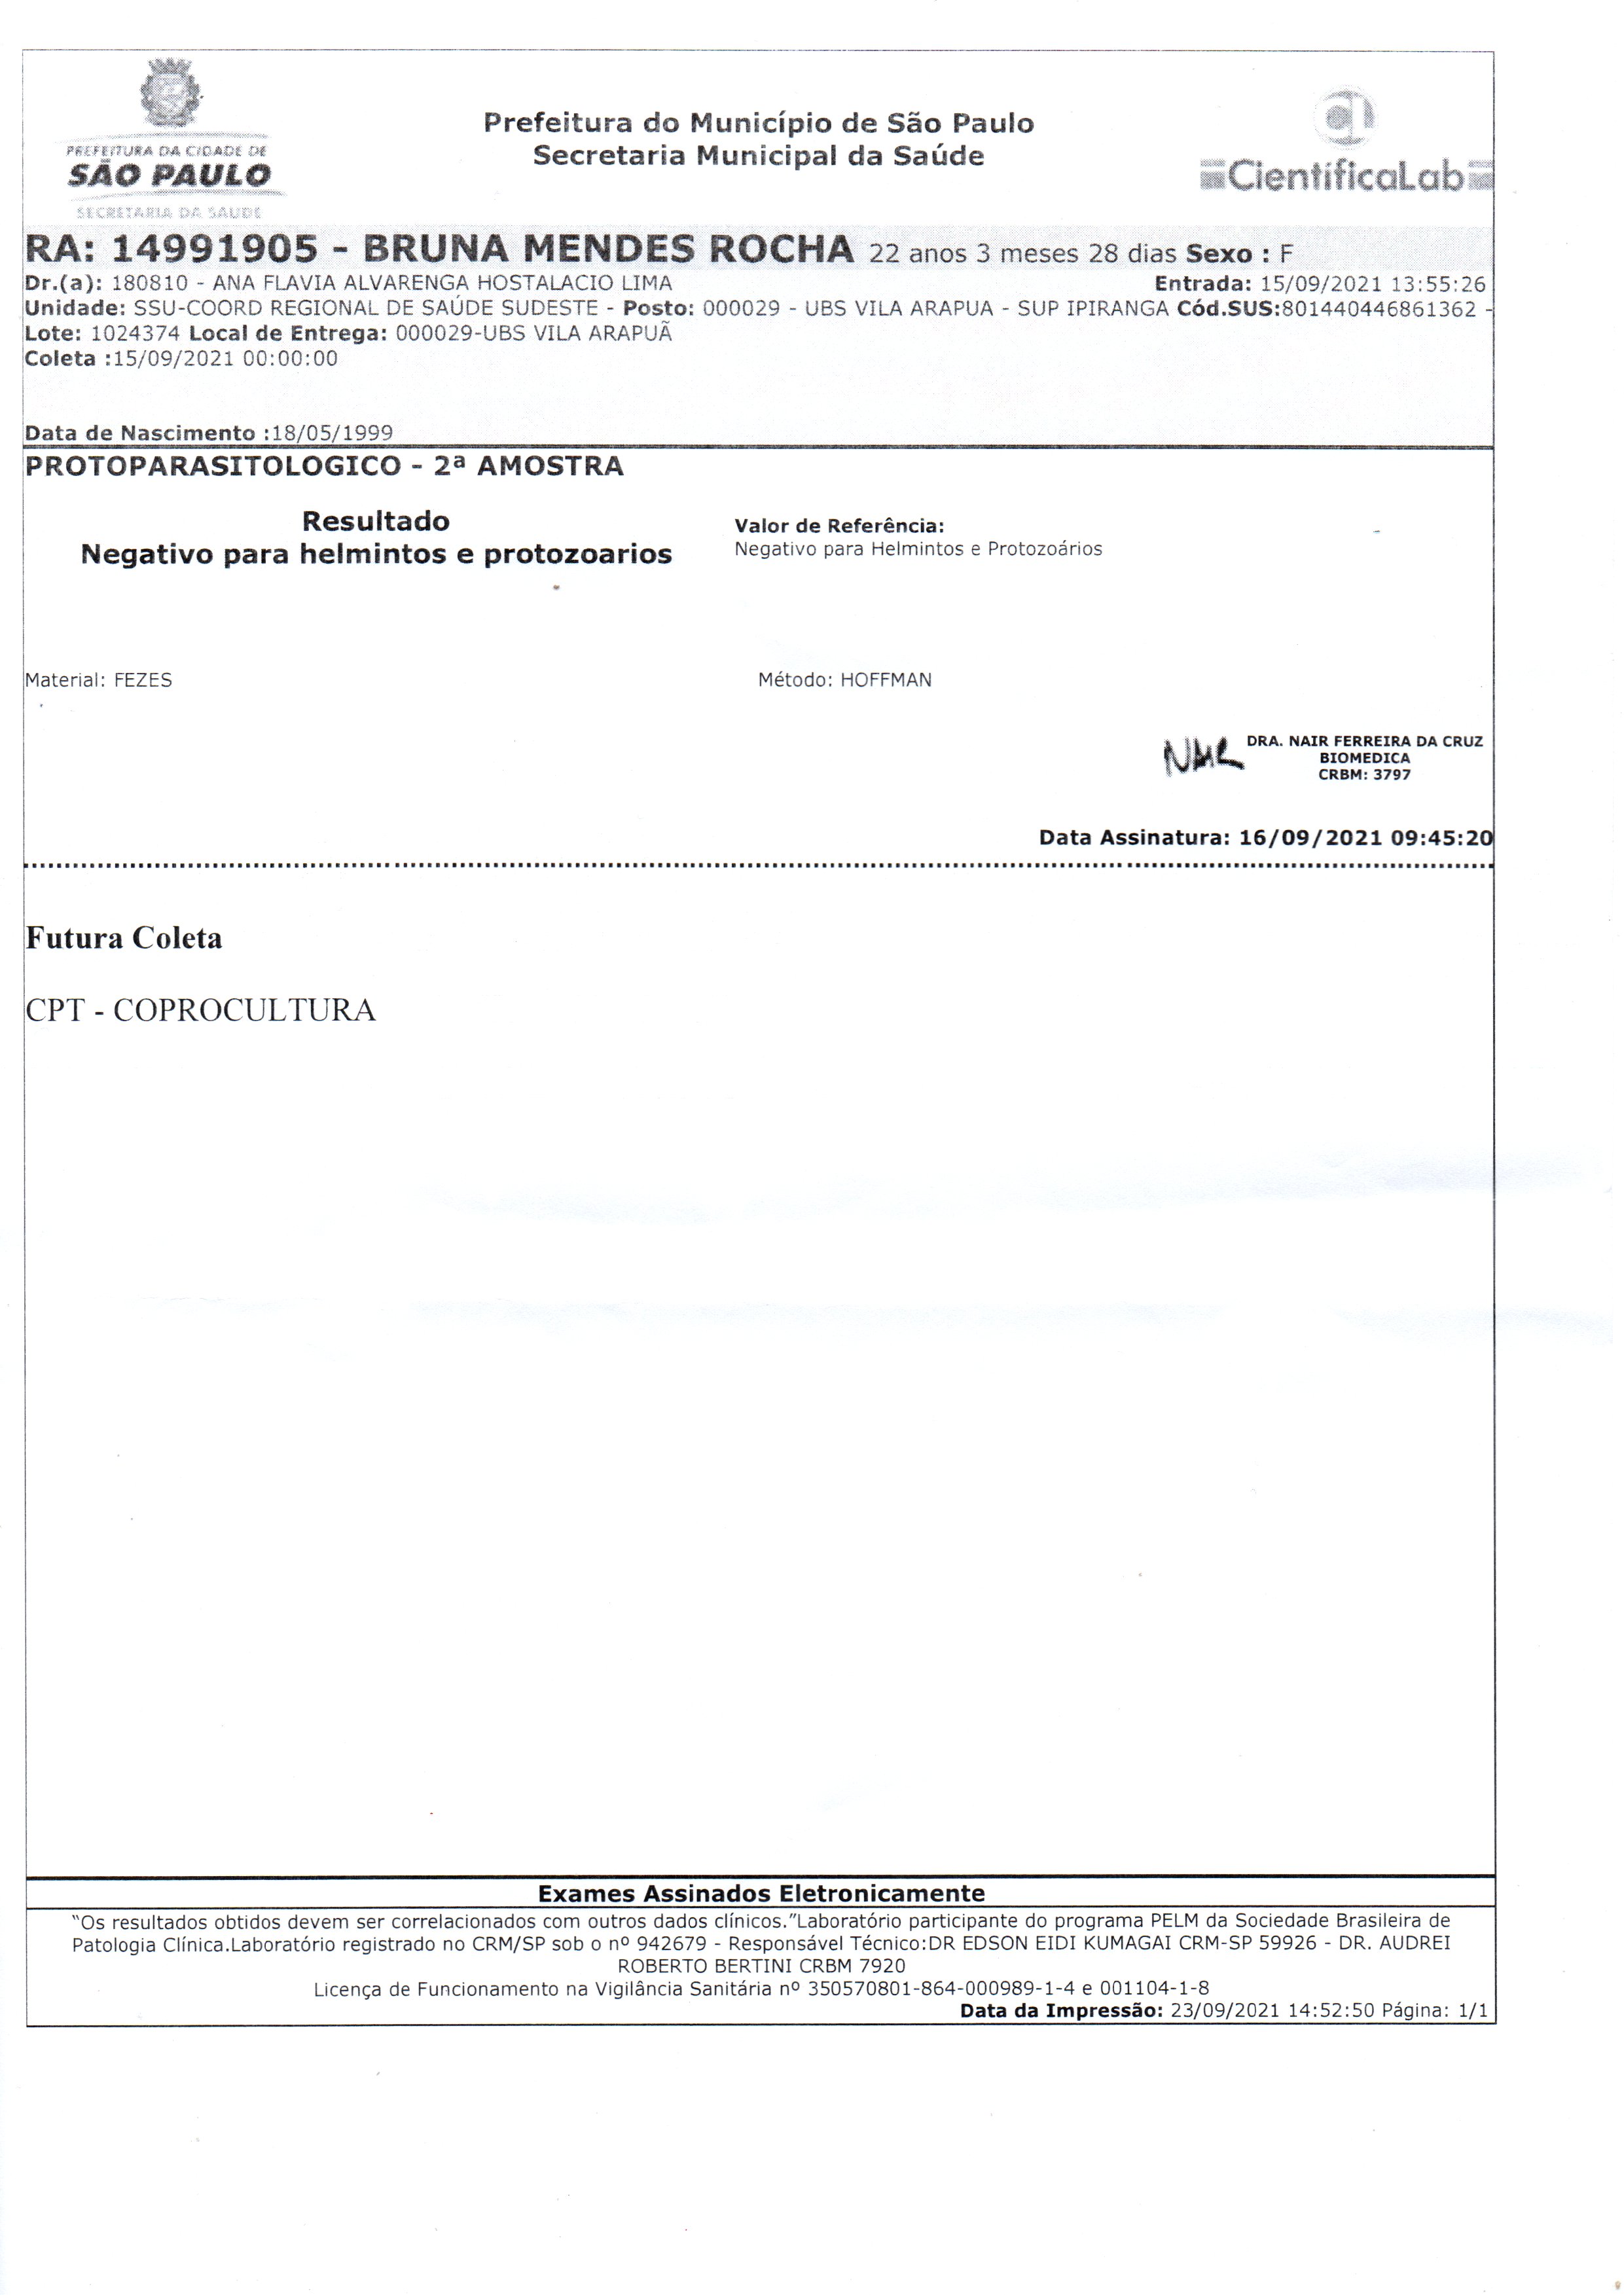 PREFEITURA DA CIDADE DE
SÃO PAULO
SECRETARIA DA SAUDE
Prefeitura do Município de São Paulo
Secretaria Municipal da Saúde
CientíficaLab
RA: 14991905 - BRUNA MENDES ROCHA 22 anos 3 meses 28 dias Sexo : F
Dr.(a): 180810 - ANA FLAVIA ALVARENGA HOSTALACIO LIMA Entrada: 15/09/2021 13:55:26
Unidade: SSU-COORD REGIONAL DE SAÚDE SUDESTE - Posto: 000029 - UBS VILA ARAPUA - SUP IPIRANGA Cód.SUS:801440446861362 -
Lote: 1024374 Local de Entrega: 000029-UBS VILA ARAPUÃ
Coleta :15/09/2021 00:00:00
Data de Nascimento :18/05/1999
PROTOPARASITOLOGICO - 2ª AMOSTRA
Resultado
Negativo para helmintos e protozoarios
Valor de Referência:
Negativo para Helmintos e Protozoários
Material: FEZES Método: HOFFMAN
DRA. NAIR FERREIRA DA CRUZ
BIOMEDICA
CRBM: 3797
Data Assinatura: 16/09/2021 09:45:20
Futura Coleta
CPT - COPROCULTURA
Exames Assinados Eletronicamente
"Os resultados obtidos devem ser correlacionados com outros dados clínicos."Laboratório participante do programa PELM da Sociedade Brasileira de
Patologia Clínica.Laboratório registrado no CRM/SP sob o nº 942679 - Responsável Técnico:DR EDSON EIDI KUMAGAI CRM-SP 59926 - DR. AUDREI
ROBERTO BERTINI CRBM 7920
Licença de Funcionamento na Vigilância Sanitária nº 350570801-864-000989-1-4 e 001104-1-8
Data da Impressão: 23/09/2021 14:52:50 Página: 1/1